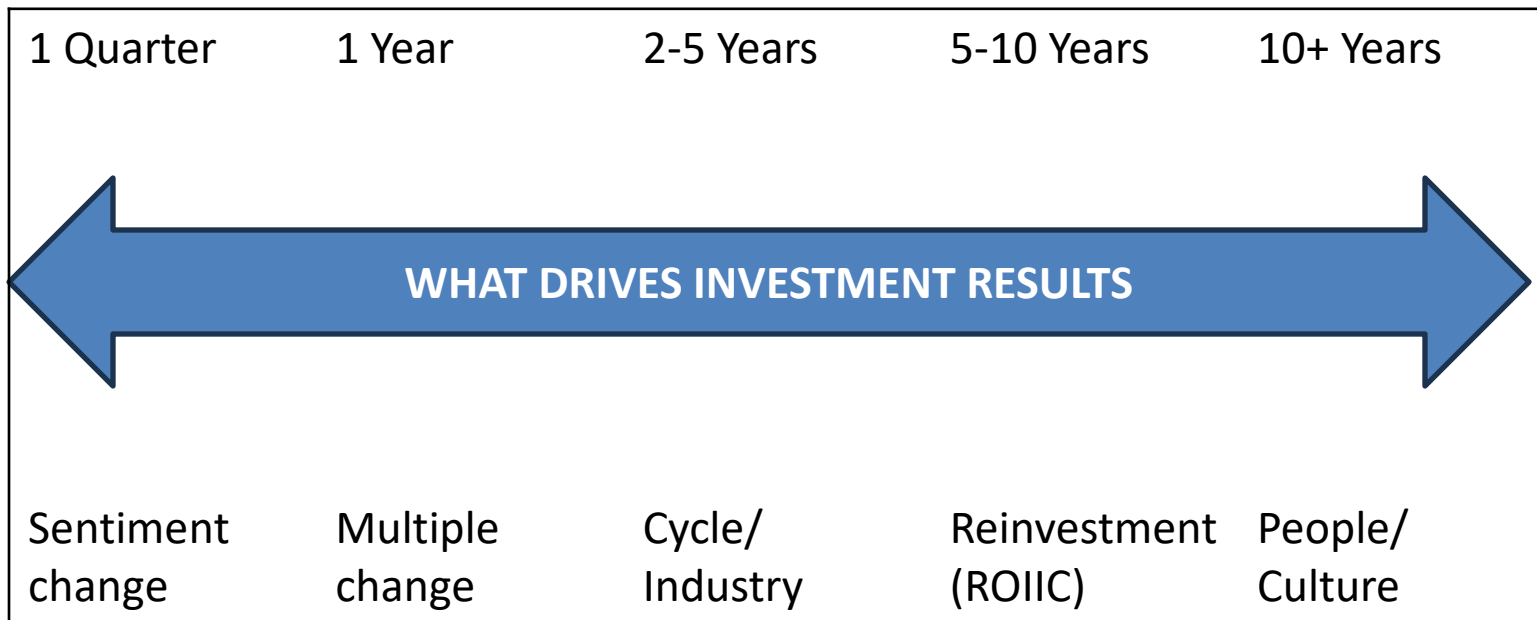 1 Quarter 1 Year 2-5 Years 5-10 Years 10+ Years
WHAT DRIVES INVESTMENT RESULTS
Sentiment change
Multiple change
Cycle/ Industry
Reinvestment (ROIIC)
People/ Culture